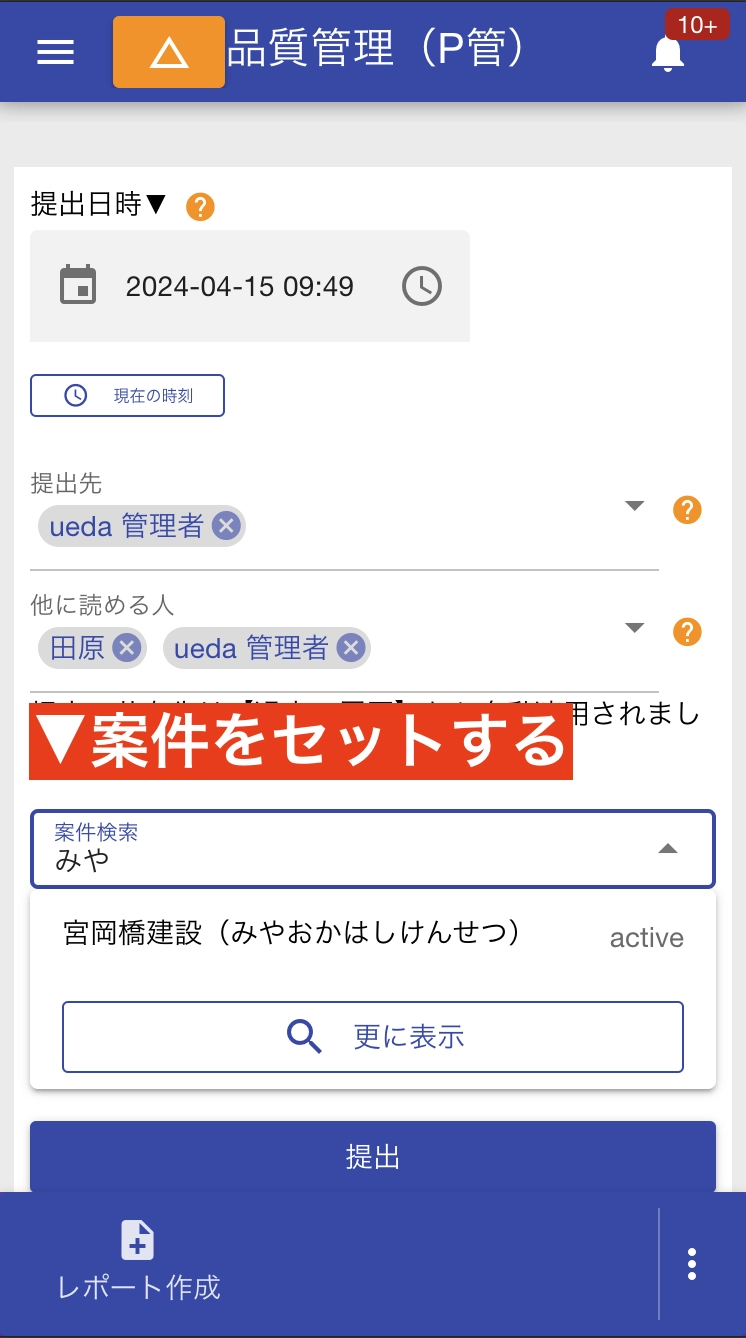 品質管理（P管）
10+
提出日時▼ ?
2024-04-15 09:49
現在の時刻
提出先
ueda 管理者
?
他に読める人
田原 ueda 管理者
?
用されまし
▼案件をセットする
案件検索
みや
宮岡橋建設（みやおかはしけんせつ） active
更に表示
提出
レポート作成